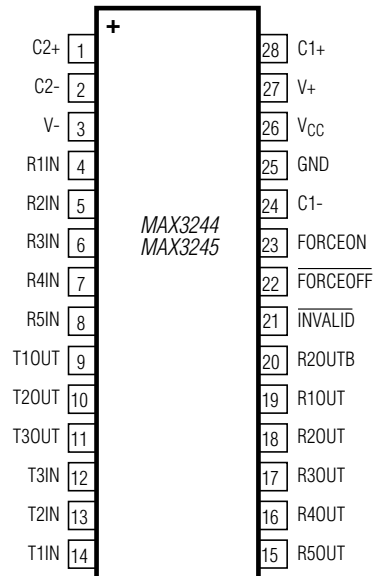 +
C2+ 1 28 C1+
C2- 2 27 V+
V- 3 26 VCC
R1IN 4 25 GND
R2IN 5 24 C1-
MAX3244
MAX3245
R3IN 6 23 FORCEON
R4IN 7 22 FORCEOFF
R5IN 8 21 INVALID
T1OUT 9 20 R2OUTB
T2OUT 10 19 R1OUT
T3OUT 11 18 R2OUT
T3IN 12 17 R3OUT
T2IN 13 16 R4OUT
T1IN 14 15 R5OUT